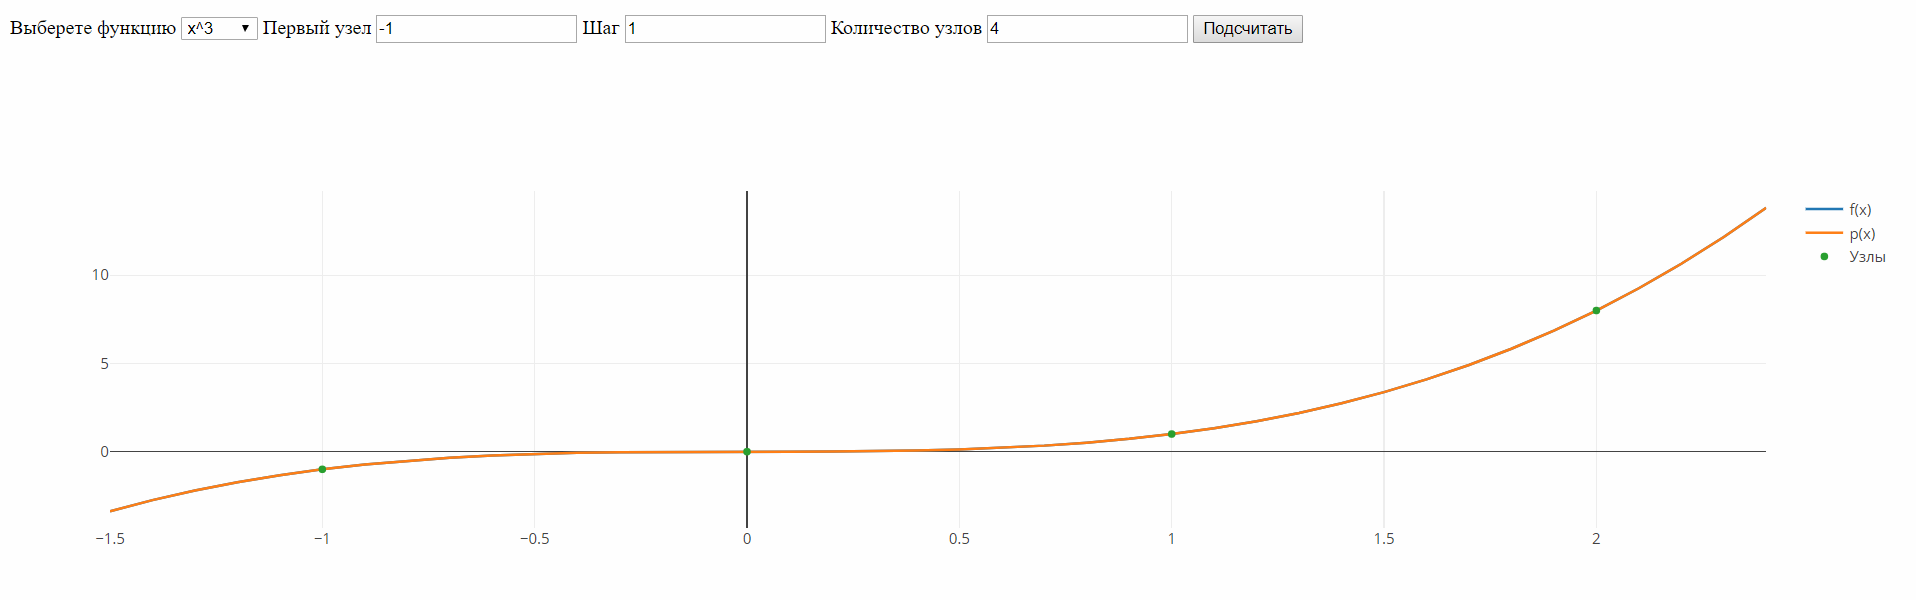 Выберете функцию x^3 Первый узел -1 Шаг 1 Количество узлов 4 Подсчитать
f(x)
p(x)
Узлы
10
5
0
−1.5 −1 −0.5 0 0.5 1 1.5 2